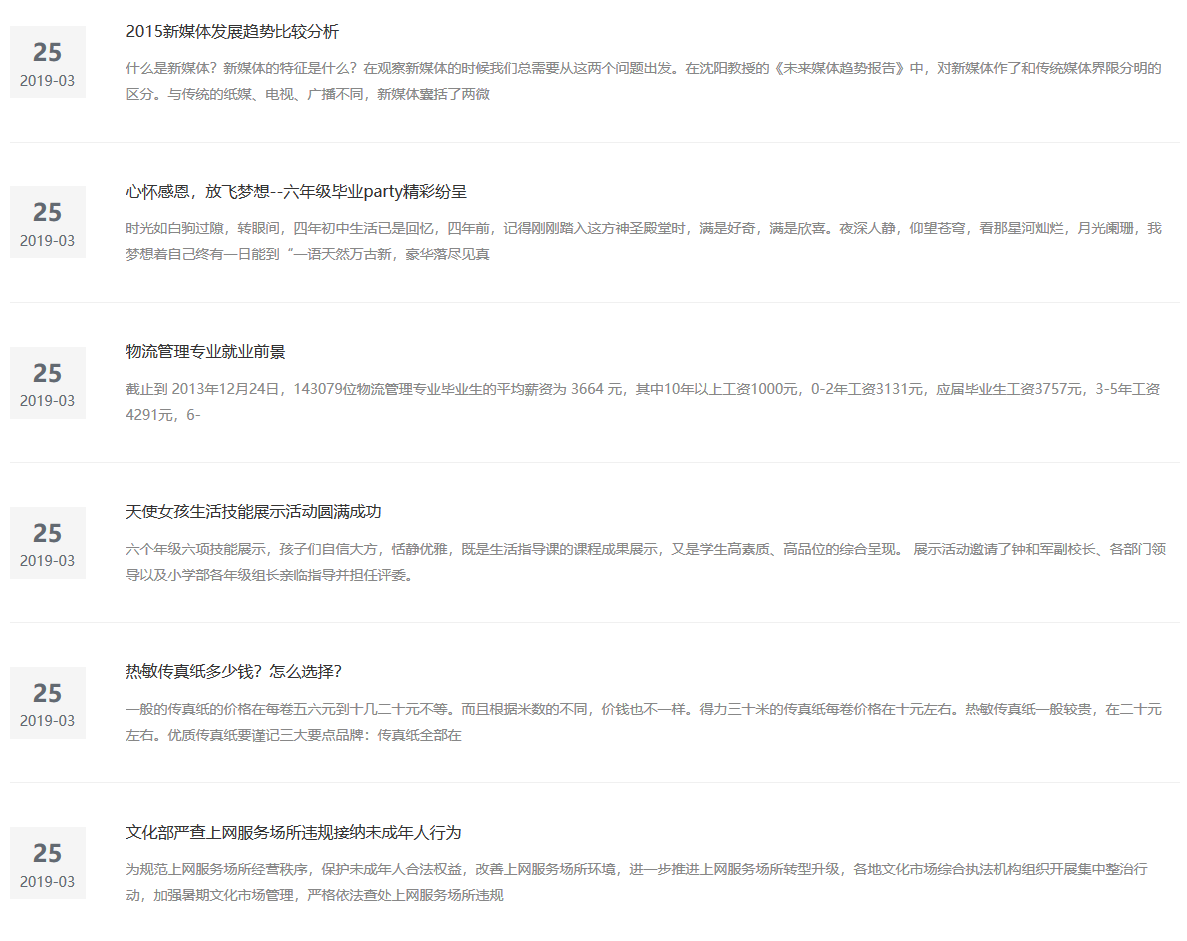 2015新媒体发展趋势比较分析
25
2019-03
什么是新媒体？新媒体的特征是什么？在观察新媒体的时候我们总需要从这两个问题出发。在沈阳教授的《未来媒体趋势报告》中，对新媒体作了和传统媒体界限分明的
区分。与传统的纸媒、电视、广播不同，新媒体囊括了两微
心怀感恩，放飞梦想--六年级毕业party精彩纷呈
25
2019-03
时光如白驹过隙，转眼间，四年初中生活已是回忆，四年前，记得刚刚踏入这方神圣殿堂时，满是好奇，满是欣喜。夜深人静，仰望苍穹，看那星河灿烂，月光阑珊，我
梦想着自己终有一日能到“一语天然万古新，豪华落尽见真
物流管理专业就业前景
25
2019-03
截止到 2013年12月24日，143079位物流管理专业毕业生的平均薪资为 3664 元，其中10年以上工资1000元，0-2年工资3131元，应届毕业生工资3757元，3-5年工资
4291元，6-
天使女孩生活技能展示活动圆满成功
25
2019-03
六个年级六项技能展示，孩子们自信大方，恬静优雅，既是生活指导课的课程成果展示，又是学生高素质、高品位的综合呈现。 展示活动邀请了钟和军副校长、各部门领
导以及小学部各年级组长亲临指导并担任评委。
热敏传真纸多少钱？怎么选择？
25
2019-03
一般的传真纸的价格在每卷五六元到十几二十元不等。而且根据米数的不同，价钱也不一样。得力三十米的传真纸每卷价格在十元左右。热敏传真纸一般较贵，在二十元
左右。优质传真纸要谨记三大要点品牌：传真纸全部在
文化部严查上网服务场所违规接纳未成年人行为
25
2019-03
为规范上网服务场所经营秩序，保护未成年人合法权益，改善上网服务场所环境，进一步推进上网服务场所转型升级，各地文化市场综合执法机构组织开展集中整治行
动，加强暑期文化市场管理，严格依法查处上网服务场所违规